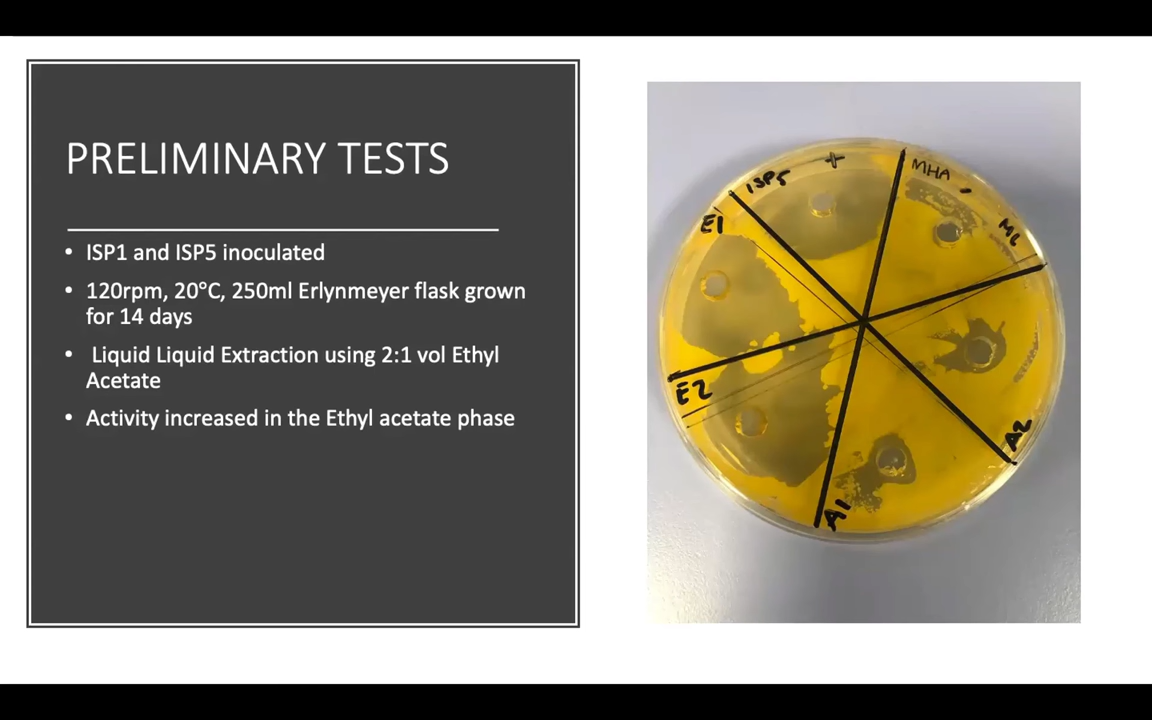 PRELIMINARY TESTS
• ISP1 and ISP5 inoculated
• 120rpm, 20°C, 250ml Erlynmeyer flask grown
for 14 days
• Liquid Liquid Extraction using 2:1 vol Ethyl
Acetate
• Activity increased in the Ethyl acetate phase
ISP5 +
MHA -
E1
E2
A1
A2